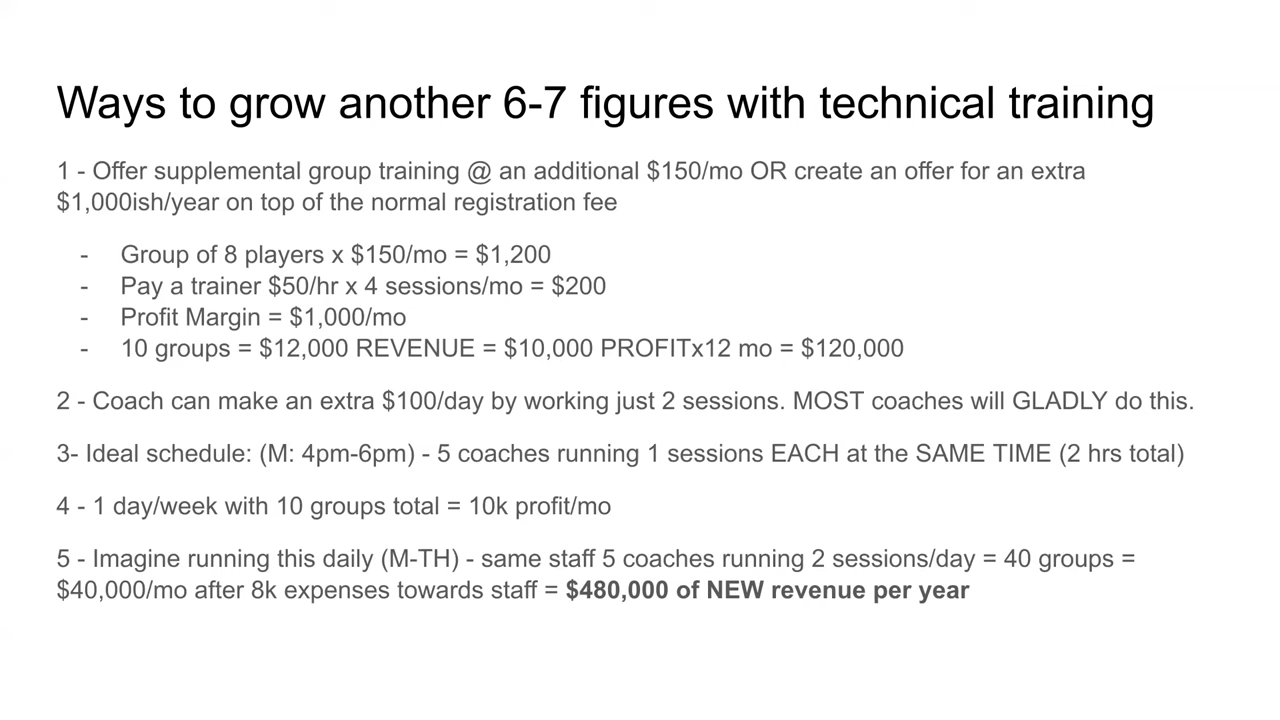 Ways to grow another 6-7 figures with technical training
1 - Offer supplemental group training @ an additional $150/mo OR create an offer for an extra
$1,000ish/year on top of the normal registration fee
- Group of 8 players x $150/mo = $1,200
- Pay a trainer $50/hr x 4 sessions/mo = $200
- Profit Margin = $1,000/mo
- 10 groups = $12,000 REVENUE = $10,000 PROFITx12 mo = $120,000
2 - Coach can make an extra $100/day by working just 2 sessions. MOST coaches will GLADLY do this.
3- Ideal schedule: (M: 4pm-6pm) - 5 coaches running 1 sessions EACH at the SAME TIME (2 hrs total)
4 - 1 day/week with 10 groups total = 10k profit/mo
5 - Imagine running this daily (M-TH) - same staff 5 coaches running 2 sessions/day = 40 groups =
$40,000/mo after 8k expenses towards staff = $480,000 of NEW revenue per year